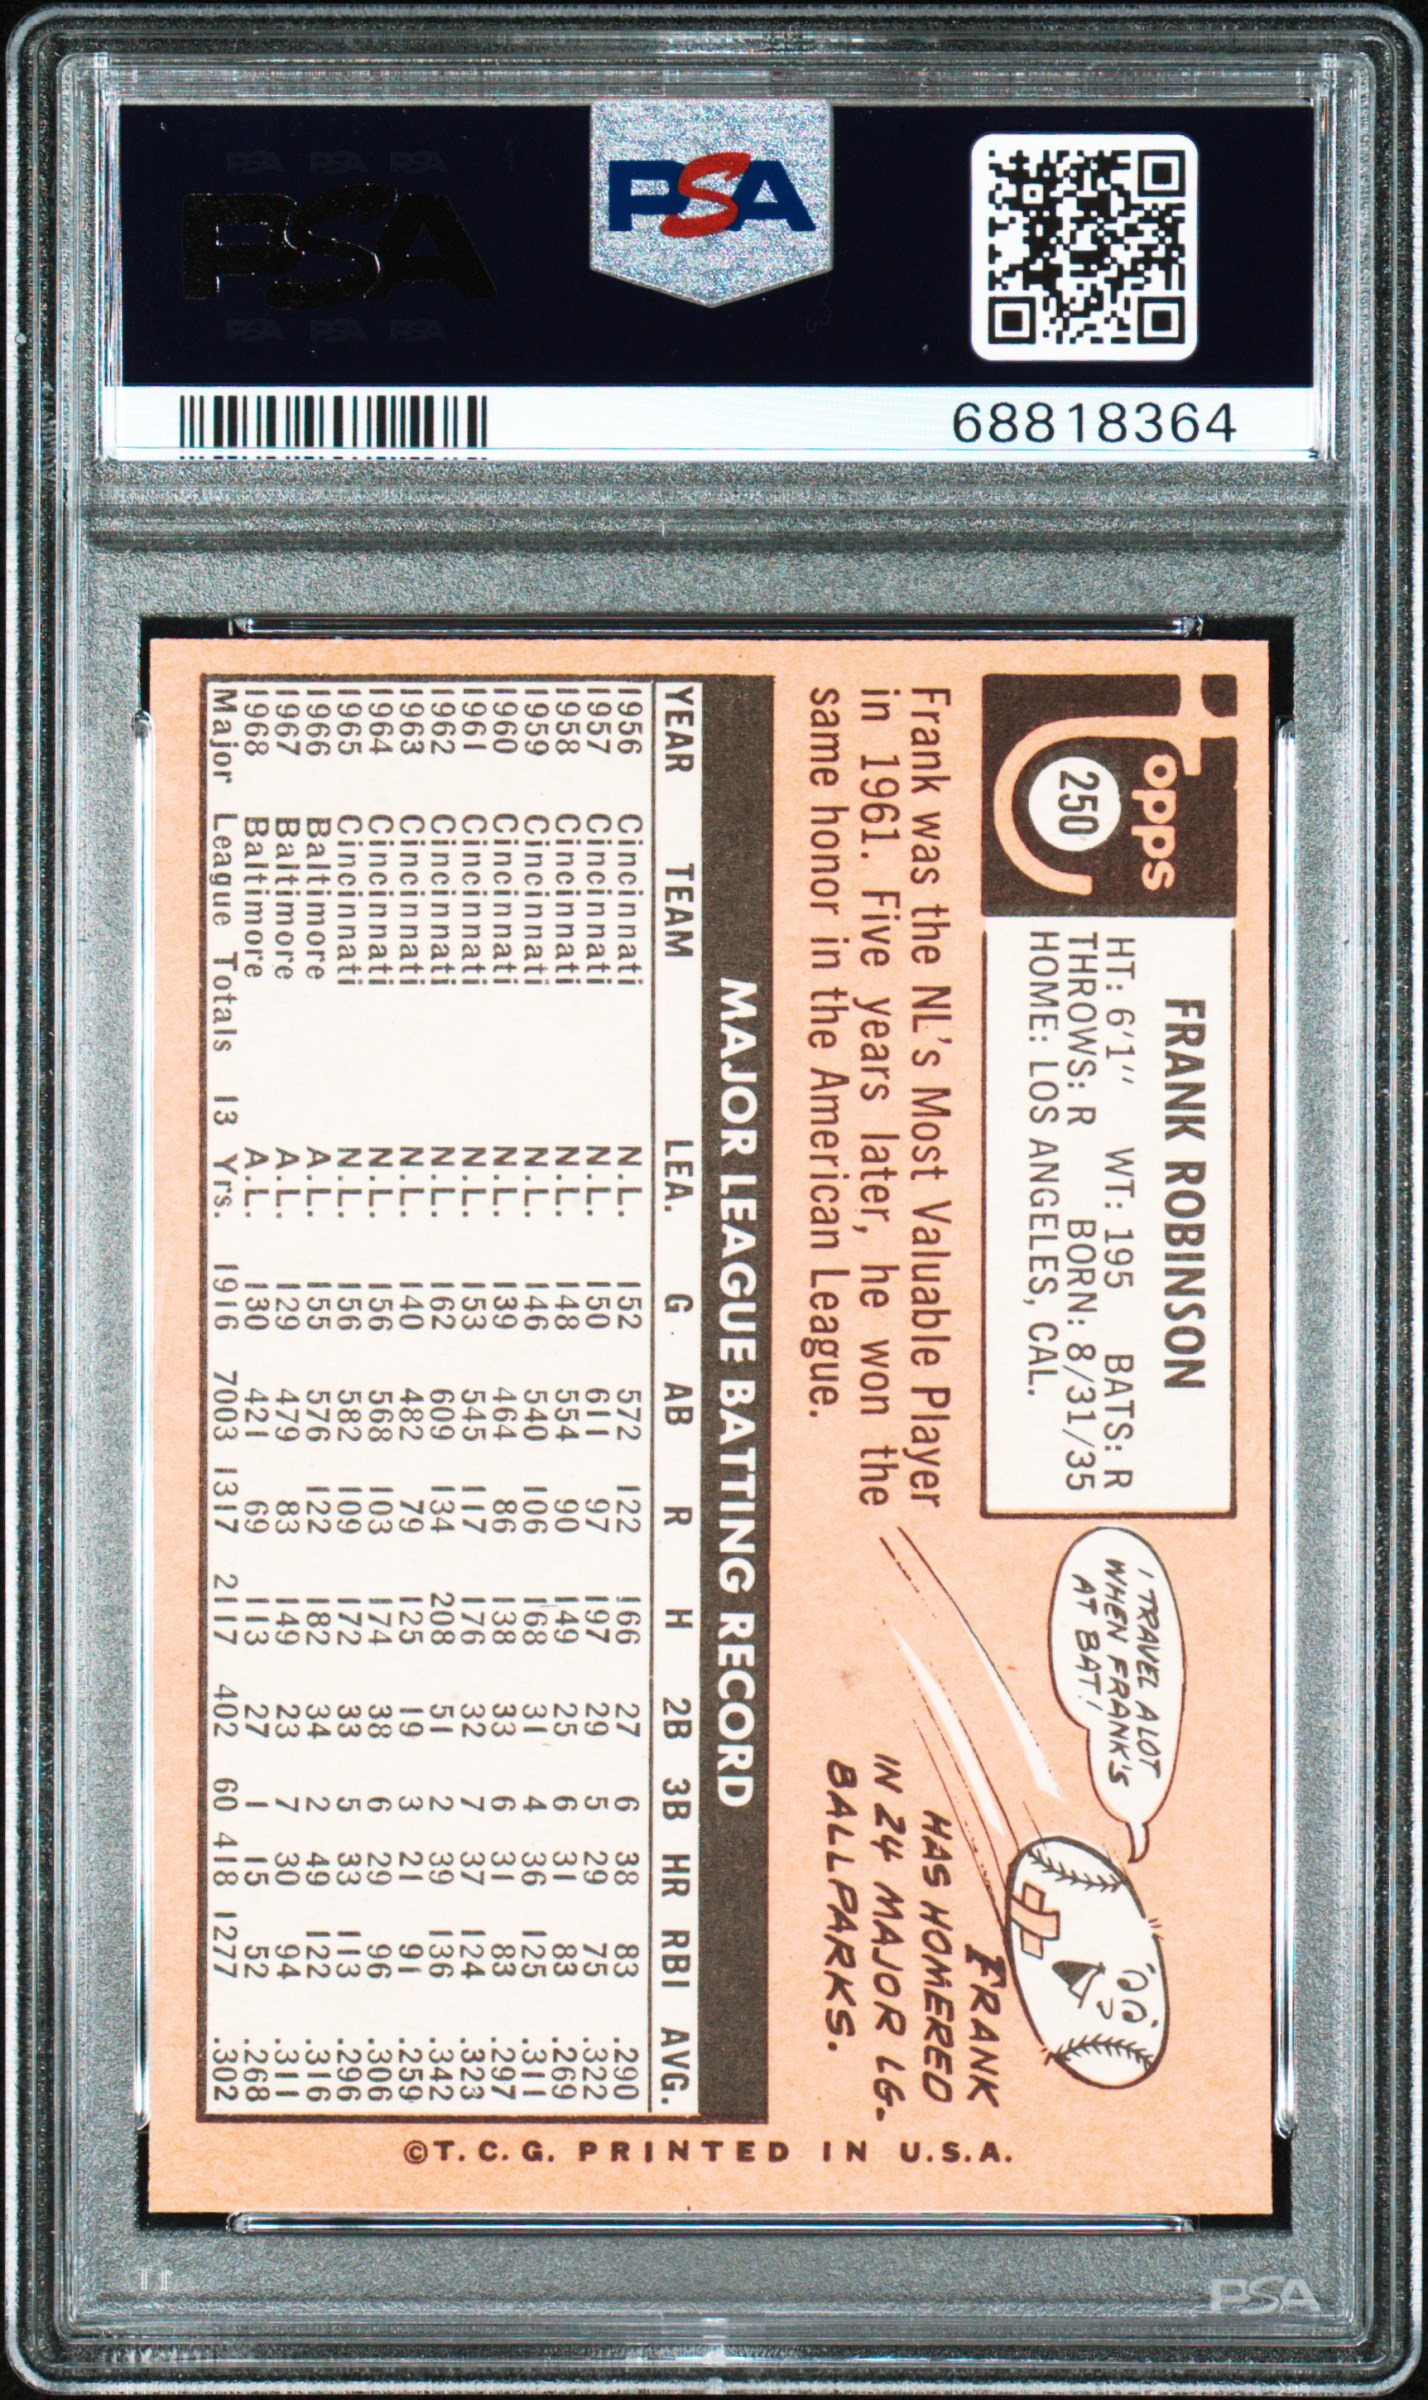 PSA PSA PSA
PSA
PSA PSA PSA
PSA
68818364
Topps
250
FRANK ROBINSON
HT: 6'1" WT: 195 BATS: R
THROWS: R BORN: 8/31/35
HOME: LOS ANGELES, CAL.
Frank was the NL's Most Valuable Player
in 1961. Five years later, he won the
same honor in the American League.
I TRAVEL A LOT
WHEN FRANK'S
AT BAT!
FRANK
HAS HOMERED
IN 24 MAJOR LG.
BALLPARKS.
MAJOR LEAGUE BATTING RECORD
YEAR TEAM LEA. G AB R H 2B 3B HR RBI AVG.
1956 Cincinnati N.L. 152 572 122 166 27 6 38 83 .290
1957 Cincinnati N.L. 150 611 97 197 29 5 29 75 .322
1958 Cincinnati N.L. 148 554 90 149 25 6 31 83 .269
1959 Cincinnati N.L. 146 540 106 168 31 4 36 125 .311
1960 Cincinnati N.L. 139 464 86 138 33 6 31 83 .297
1961 Cincinnati N.L. 153 545 117 176 32 7 37 124 .323
1962 Cincinnati N.L. 162 609 134 208 51 2 39 136 .342
1963 Cincinnati N.L. 140 482 79 125 19 3 21 91 .259
1964 Cincinnati N.L. 156 568 103 174 38 6 29 96 .306
1965 Cincinnati N.L. 156 582 109 172 33 5 33 113 .296
1966 Baltimore A.L. 155 576 122 182 34 2 49 122 .316
1967 Baltimore A.L. 129 479 83 149 23 7 30 94 .311
1968 Baltimore A.L. 130 421 69 113 27 1 15 52 .268
Major League Totals 13 Yrs. 1916 7003 1317 2117 402 60 418 1277 .302
©T.C.G. PRINTED IN U.S.A.
PSA